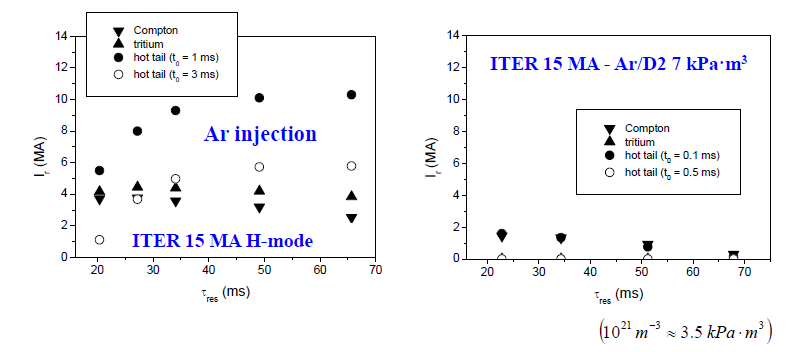 Compton
tritium
hot tail (t0 = 1 ms)
hot tail (t0 = 3 ms)
14
12
10
8
6
4
2
0
Ir (MA)
Ar injection
ITER 15 MA H-mode
20 30 40 50 60 70
τres (ms)
14
12
10
8
6
4
2
0
Ir (MA)
ITER 15 MA - Ar/D2 7 kPa·m³
Compton
tritium
hot tail (t0 = 0.1 ms)
hot tail (t0 = 0.5 ms)
20 30 40 50 60 70
τres (ms)
(10²¹ m⁻³ ≈ 3.5 kPa · m³)